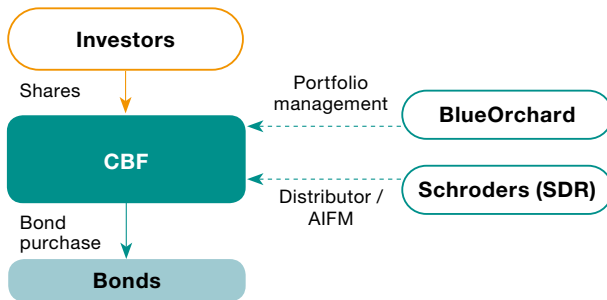 Investors
Shares
Portfolio
management
BlueOrchard
CBF
Schroders (SDR)
Distributor /
AIFM
Bond
purchase
Bonds